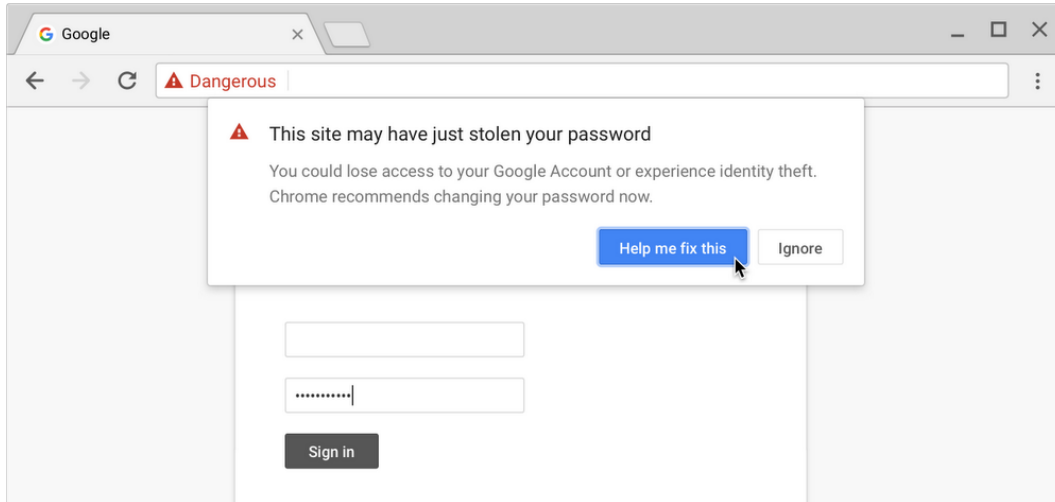 Google
Dangerous
This site may have just stolen your password
You could lose access to your Google Account or experience identity theft.
Chrome recommends changing your password now.
Help me fix this
Ignore
Sign in